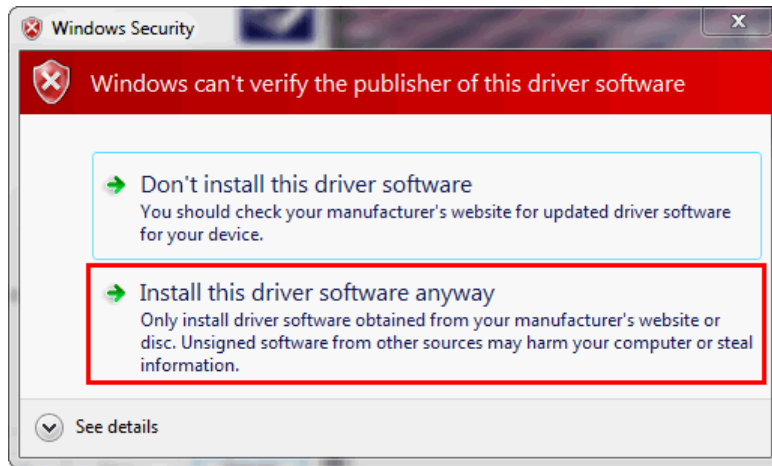 Windows Security
Windows can't verify the publisher of this driver software
Don't install this driver software
You should check your manufacturer's website for updated driver software
for your device.
Install this driver software anyway
Only install driver software obtained from your manufacturer's website or
disc. Unsigned software from other sources may harm your computer or steal
information.
See details